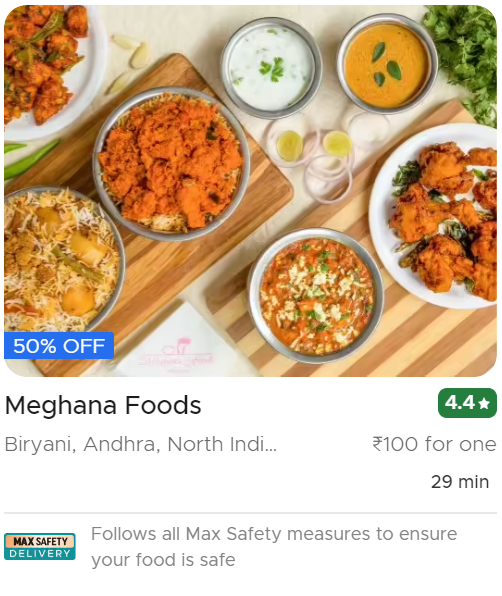 50% OFF
Meghana Foods
4.4★
Biryani, Andhra, North Indi...
₹100 for one
29 min
MAX SAFETY
DELIVERY
Follows all Max Safety measures to ensure
your food is safe